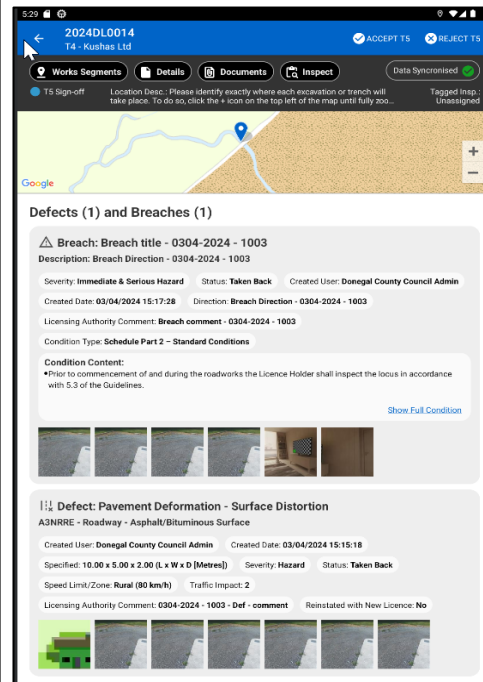 5:29
2024DL0014
T4 - Kushas Ltd
ACCEPT T5
REJECT T5
Works Segments
Details
Documents
Inspect
Data Syncronised
T5 Sign-off
Location Desc.: Please identify exactly where each excavation or trench will
take place. To do so, click the + icon on the top left of the map until fully zoo...
Tagged Insp.:
Unassigned
+
−
Google
Defects (1) and Breaches (1)
Breach: Breach title - 0304-2024 - 1003
Description: Breach Direction - 0304-2024 - 1003
Severity: Immediate & Serious Hazard
Status: Taken Back
Created User: Donegal County Council Admin
Created Date: 03/04/2024 15:17:28
Direction: Breach Direction - 0304-2024 - 1003
Licensing Authority Comment: Breach comment - 0304-2024 - 1003
Condition Type: Schedule Part 2 – Standard Conditions
Condition Content:
•Prior to commencement of and during the roadworks the Licence Holder shall inspect the locus in accordance
with 5.3 of the Guidelines.
Show Full Condition
Defect: Pavement Deformation - Surface Distortion
A3NRRE - Roadway - Asphalt/Bituminous Surface
Created User: Donegal County Council Admin
Created Date: 03/04/2024 15:15:18
Specified: 10.00 x 5.00 x 2.00 (L x W x D [Metres])
Severity: Hazard
Status: Taken Back
Speed Limit/Zone: Rural (80 km/h)
Traffic Impact: 2
Licensing Authority Comment: 0304-2024 - 1003 - Def - comment
Reinstated with New Licence: No